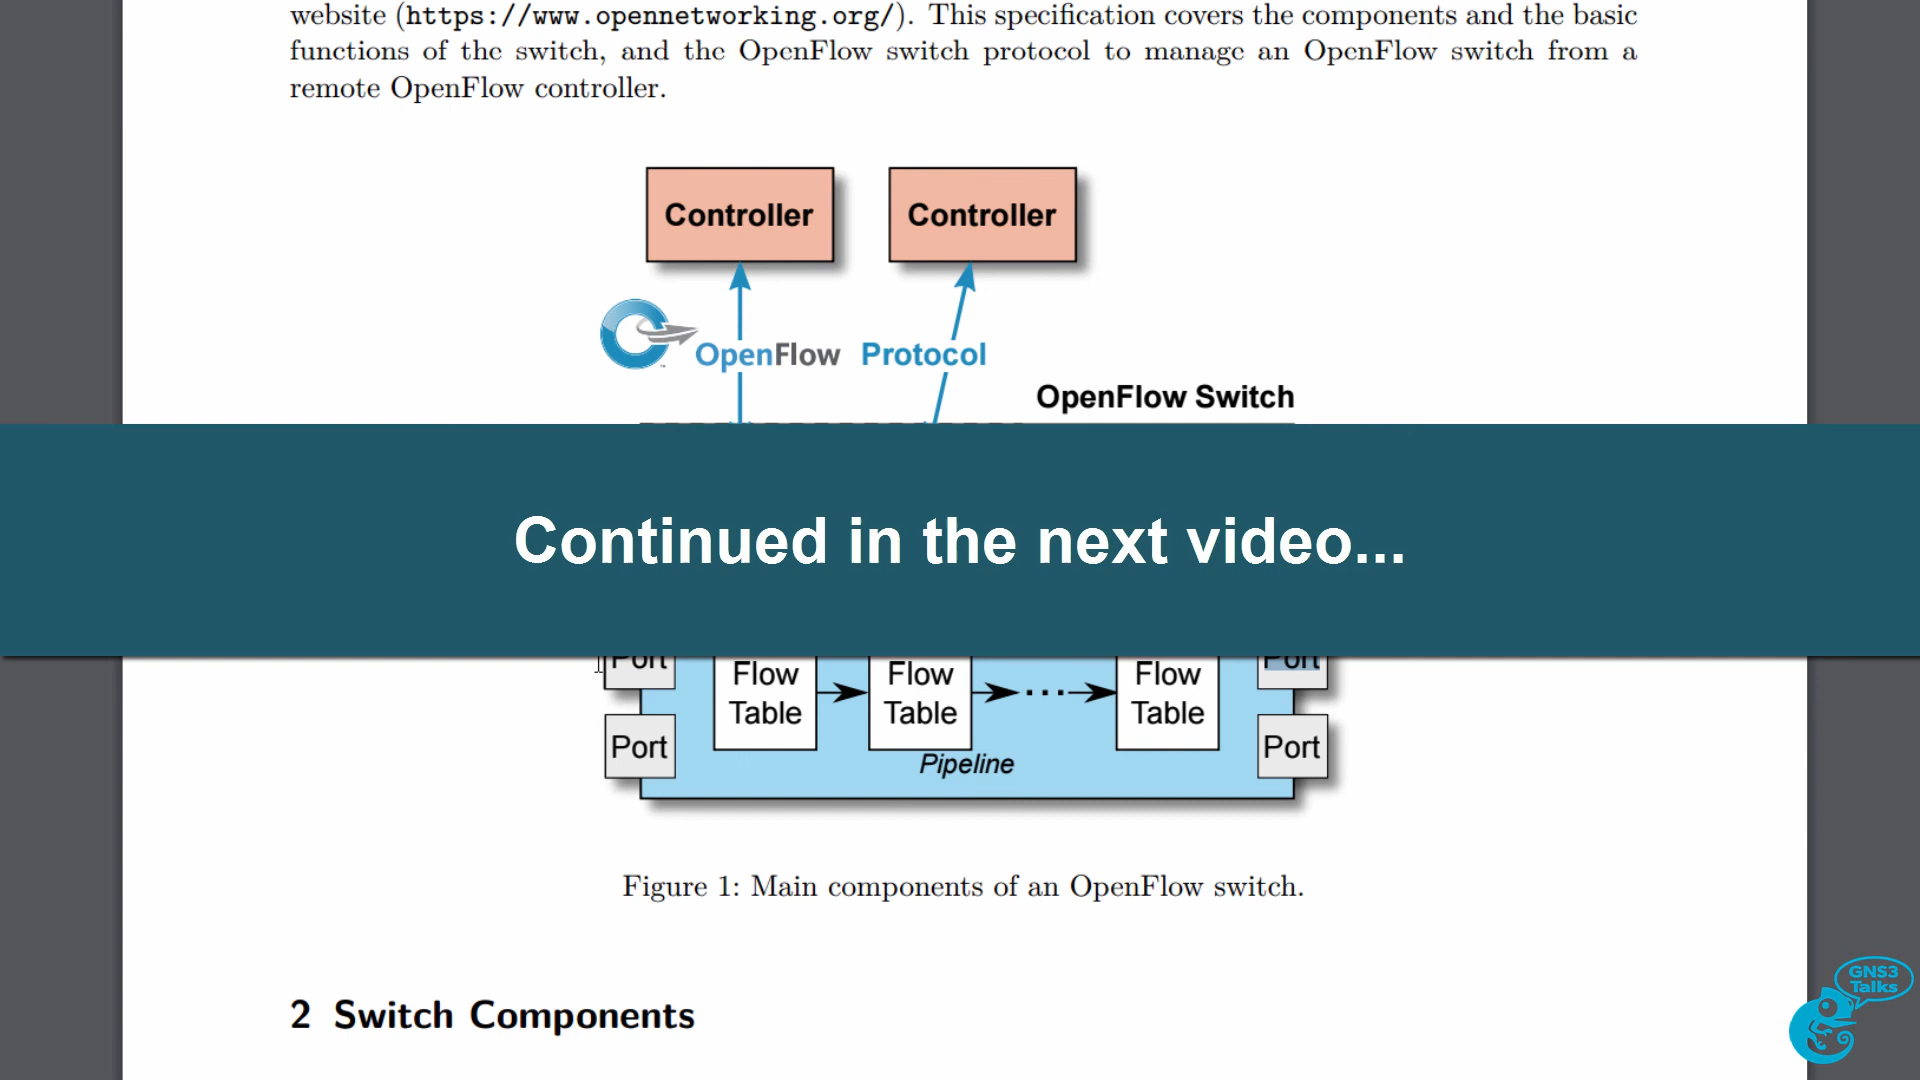 website (https://www.opennetworking.org/). This specification covers the components and the basic
functions of the switch, and the OpenFlow switch protocol to manage an OpenFlow switch from a
remote OpenFlow controller.
Controller Controller
OpenFlow Protocol
OpenFlow Switch
Continued in the next video...
Port Flow Flow Flow Port
Table Table ... Table
Port Port
Pipeline
Figure 1: Main components of an OpenFlow switch.
GNS3
Talks
2 Switch Components